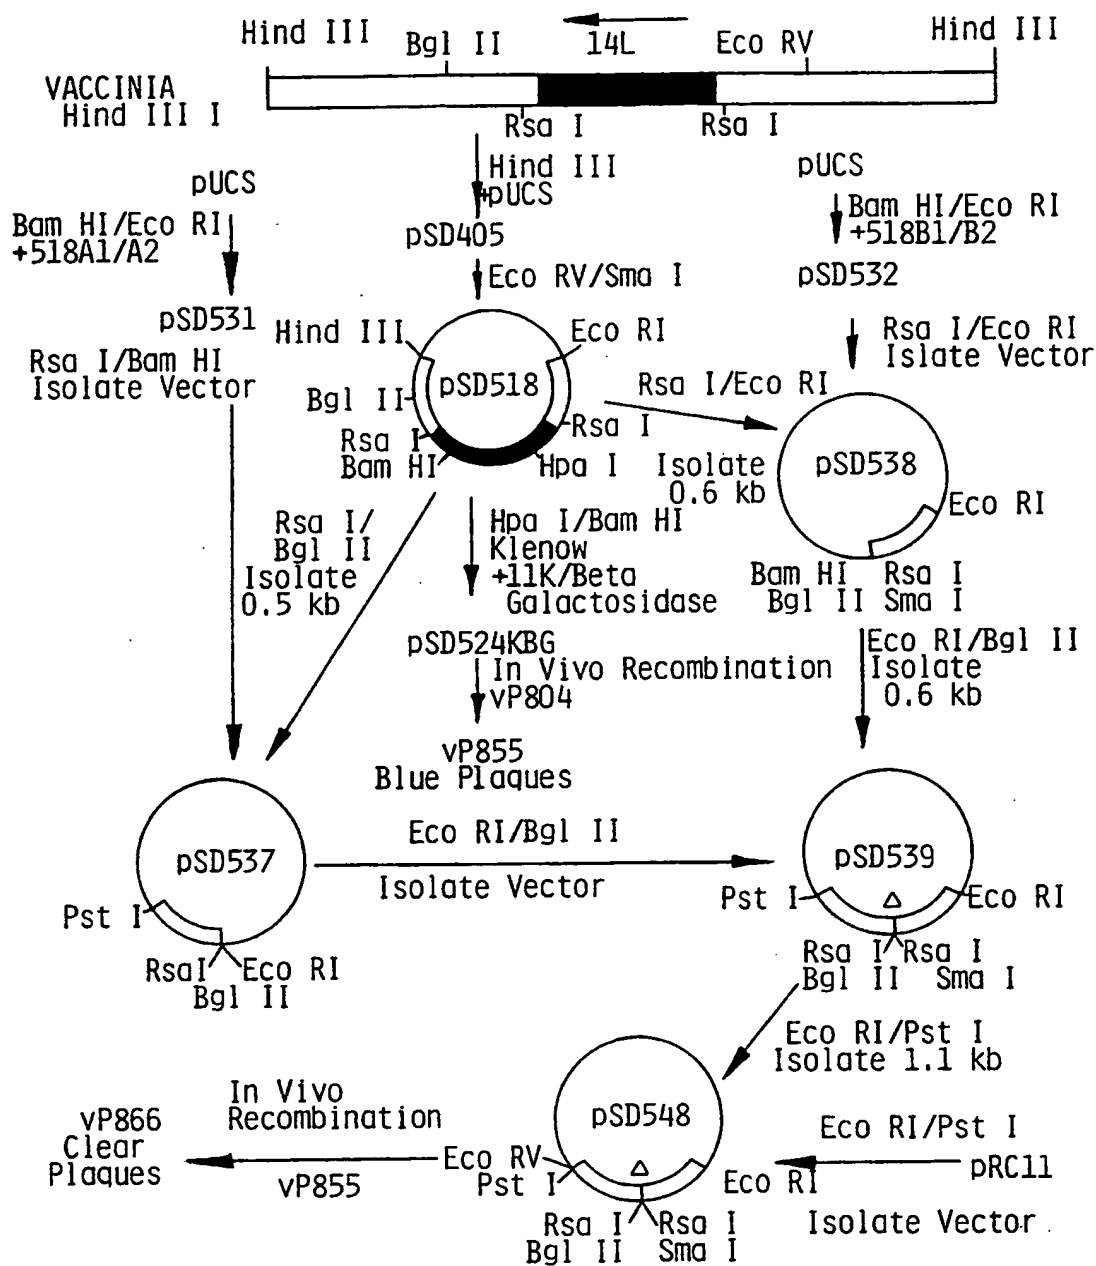 Hind III
Bgl II
14L
Eco RV
Hind III
VACCINIA
Hind III I
Rsa I
Rsa I
Hind III
+pUCS
pSD405
Eco RV/Sma I
pUCS
Bam HI/Eco RI
+518A1/A2
pSD531
Rsa I/Bam HI
Isolate Vector
pUCS
Bam HI/Eco RI
+518B1/B2
pSD532
Rsa I/Eco RI
Islate Vector
Hind III
Eco RI
pSD518
Bgl II
Rsa I
Bam HI
Rsa I
Hpa I
Rsa I/Eco RI
Isolate
0.6 kb
pSD538
Eco RI
Bam HI Rsa I
Bgl II Sma I
Rsa I/
Bgl II
Isolate
0.5 kb
Hpa I/Bam HI
Klenow
+11K/Beta
Galactosidase
pSD524KBG
In Vivo Recombination
vP804
vP855
Blue Plaques
Eco RI/Bgl II
Isolate
0.6 kb
pSD537
Pst I
RsaI
Eco RI
Bgl II
Eco RI/Bgl II
Isolate Vector
pSD539
Pst I
Eco RI
Δ
Rsa I Rsa I
Bgl II Sma I
Eco RI/Pst I
Isolate 1.1 kb
pSD548
Δ
Eco RV
Pst I
Eco RI
Rsa I Rsa I
Bgl II Sma I
Eco RI/Pst I
pRC11
Isolate Vector
In Vivo
Recombination
vP855
vP866
Clear
Plaques